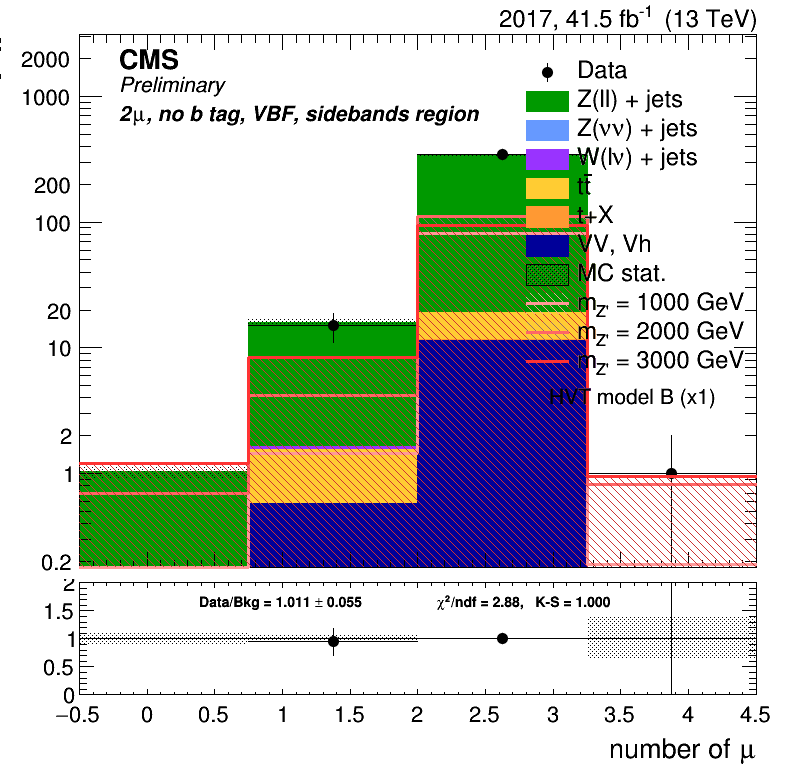 2017, 41.5 fb⁻¹ (13 TeV)
CMS
Preliminary
2μ, no b tag, VBF, sidebands region
Data
Z(ll) + jets
Z(νν) + jets
W(lν) + jets
tt̄
t+X
VV, Vh
MC stat.
m_Z' = 1000 GeV
m_Z' = 2000 GeV
m_Z' = 3000 GeV
HVT model B (x1)
2000
1000
200
100
20
10
2
1
0.2
Data/Bkg = 1.011 ± 0.055
χ²/ndf = 2.88, K-S = 1.000
2
1.5
1
0.5
0
−0.5 0 0.5 1 1.5 2 2.5 3 3.5 4 4.5
number of μ